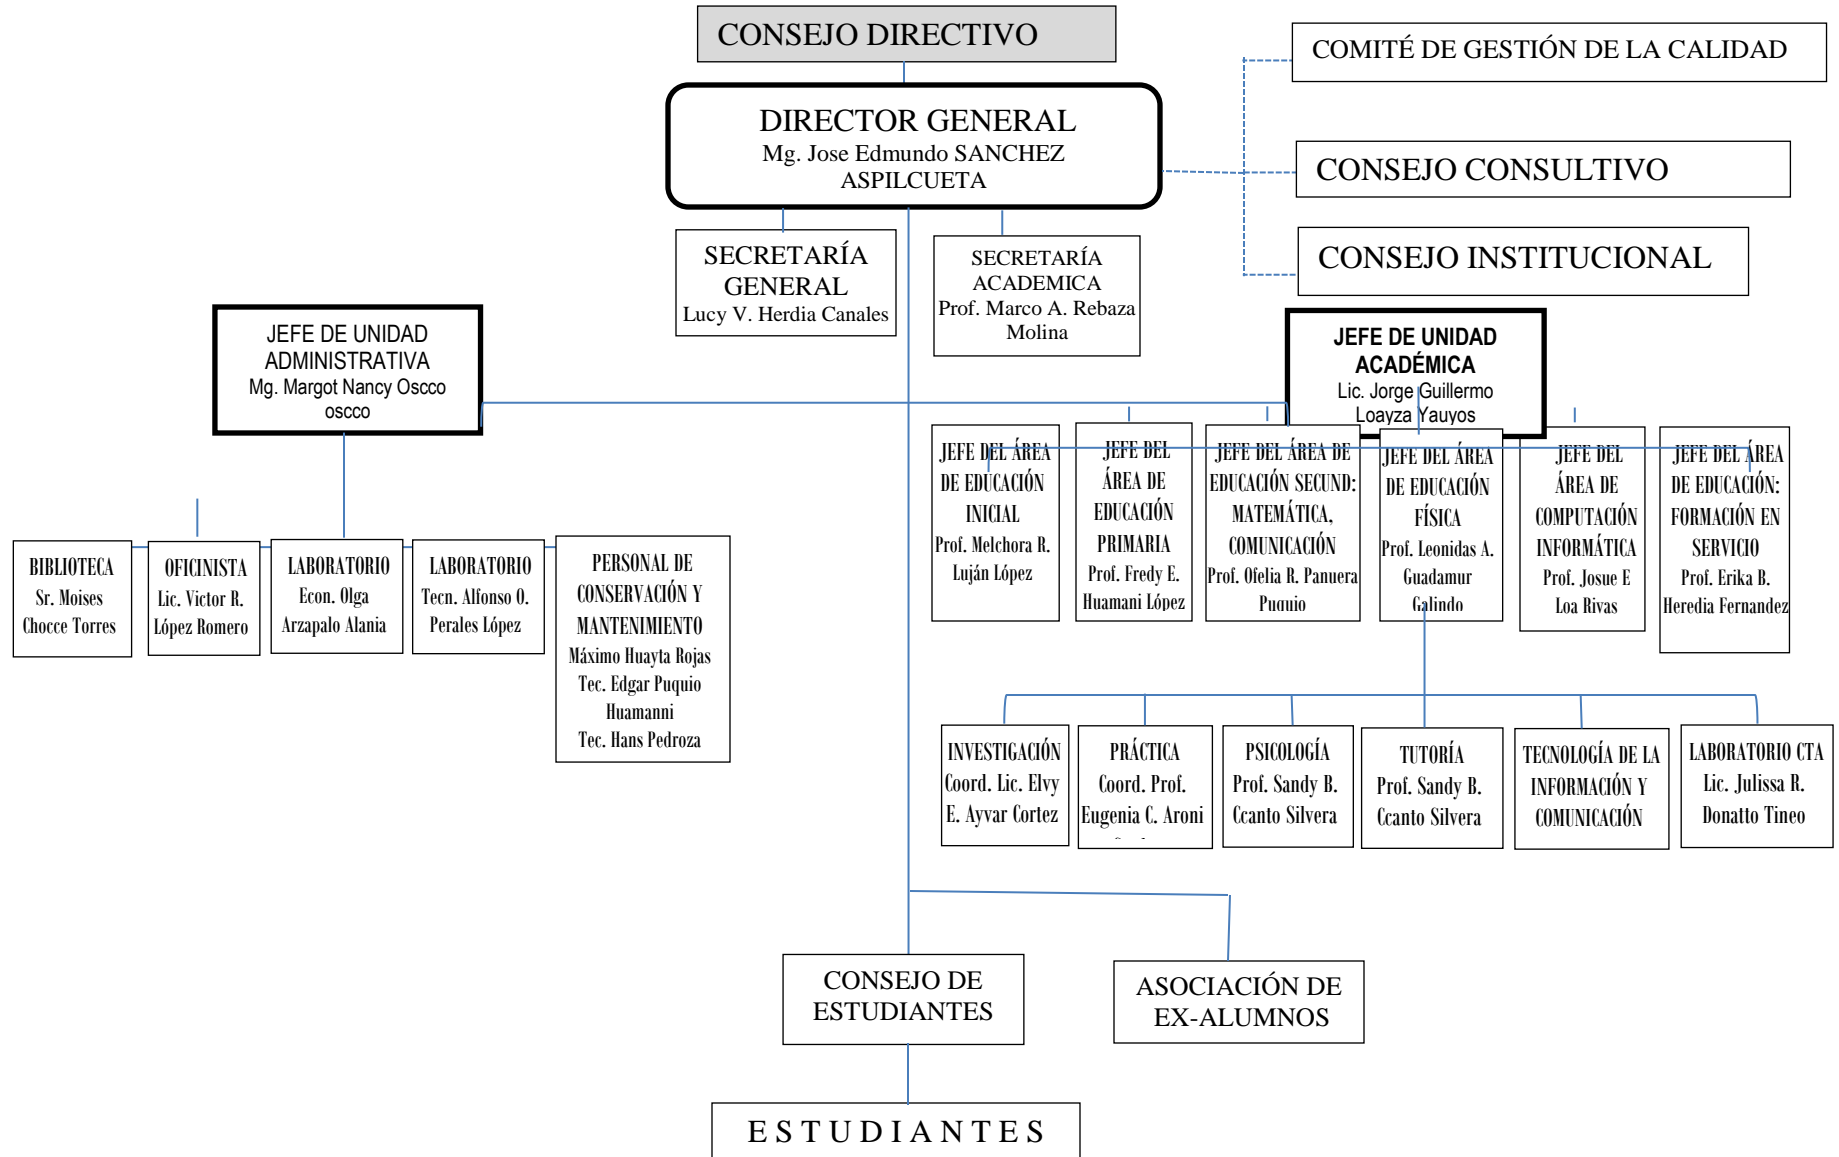 CONSEJO DIRECTIVO
COMITÉ DE GESTIÓN DE LA CALIDAD
DIRECTOR GENERAL
Mg. Jose Edmundo SANCHEZ
ASPILCUETA
CONSEJO CONSULTIVO
CONSEJO INSTITUCIONAL
SECRETARÍA
GENERAL
Lucy V. Herdia Canales
SECRETARÍA
ACADEMICA
Prof. Marco A. Rebaza
Molina
JEFE DE UNIDAD
ADMINISTRATIVA
Mg. Margot Nancy Oscco
oscco
JEFE DE UNIDAD
ACADÉMICA
Lic. Jorge Guillermo
Loayza Yauyos
JEFE DEL ÁREA
DE EDUCACIÓN
INICIAL
Prof. Melchora R.
Luján López
JEFE DEL
ÁREA DE
EDUCACIÓN
PRIMARIA
Prof. Fredy E.
Huamani López
JEFE DEL ÁREA DE
EDUCACIÓN SECUND:
MATEMÁTICA,
COMUNICACIÓN
Prof. Ofelia R. Panuera
Puquio
JEFE DEL ÁREA
DE EDUCACIÓN
FÍSICA
Prof. Leonidas A.
Guadamur
Galindo
JEFE DEL
ÁREA DE
COMPUTACIÓN
INFORMÁTICA
Prof. Josue E
Loa Rivas
JEFE DEL ÁREA
DE EDUCACIÓN:
FORMACIÓN EN
SERVICIO
Prof. Erika B.
Heredia Fernandez
BIBLIOTECA
Sr. Moises
Chocce Torres
OFICINISTA
Lic. Victor R.
López Romero
LABORATORIO
Econ. Olga
Arzapalo Alania
LABORATORIO
Tecn. Alfonso O.
Perales López
PERSONAL DE
CONSERVACIÓN Y
MANTENIMIENTO
Máximo Huayta Rojas
Tec. Edgar Puquio
Huamanni
Tec. Hans Pedroza
INVESTIGACIÓN
Coord. Lic. Elvy
E. Ayvar Cortez
PRÁCTICA
Coord. Prof.
Eugenia C. Aroni
PSICOLOGÍA
Prof. Sandy B.
Ccanto Silvera
TUTORÍA
Prof. Sandy B.
Ccanto Silvera
TECNOLOGÍA DE LA
INFORMACIÓN Y
COMUNICACIÓN
LABORATORIO CTA
Lic. Julissa R.
Donatto Tineo
CONSEJO DE
ESTUDIANTES
ASOCIACIÓN DE
EX-ALUMNOS
E S T U D I A N T E S